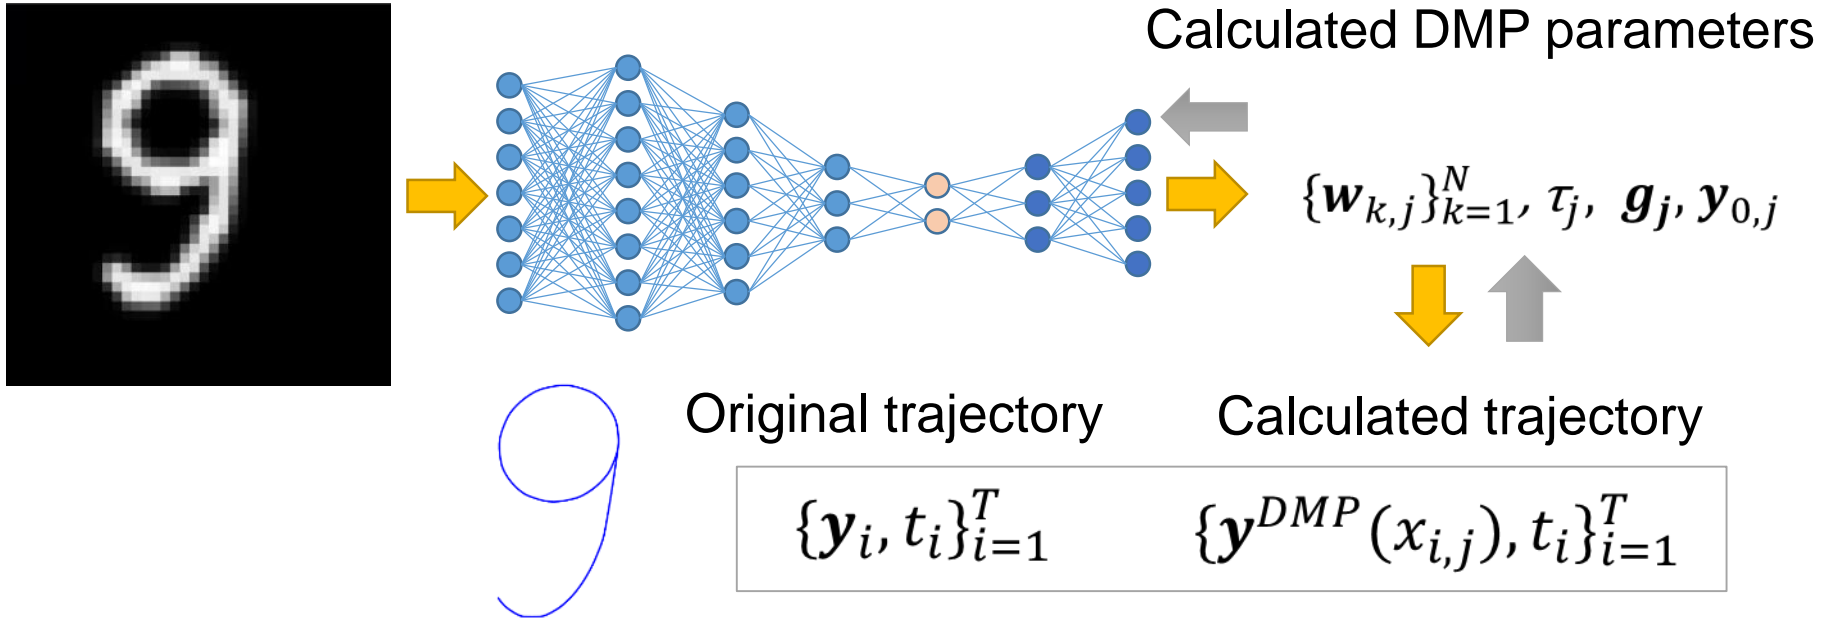 Calculated DMP parameters
{𝒘_{k,j}}_{k=1}^{N}, τ_j, 𝒈_𝒋, 𝒚_{0,j}
Original trajectory
Calculated trajectory
{𝒚_i, t_i}_{i=1}^{T}
{𝒚^{DMP}(x_{i,j}), t_i}_{i=1}^{T}
9